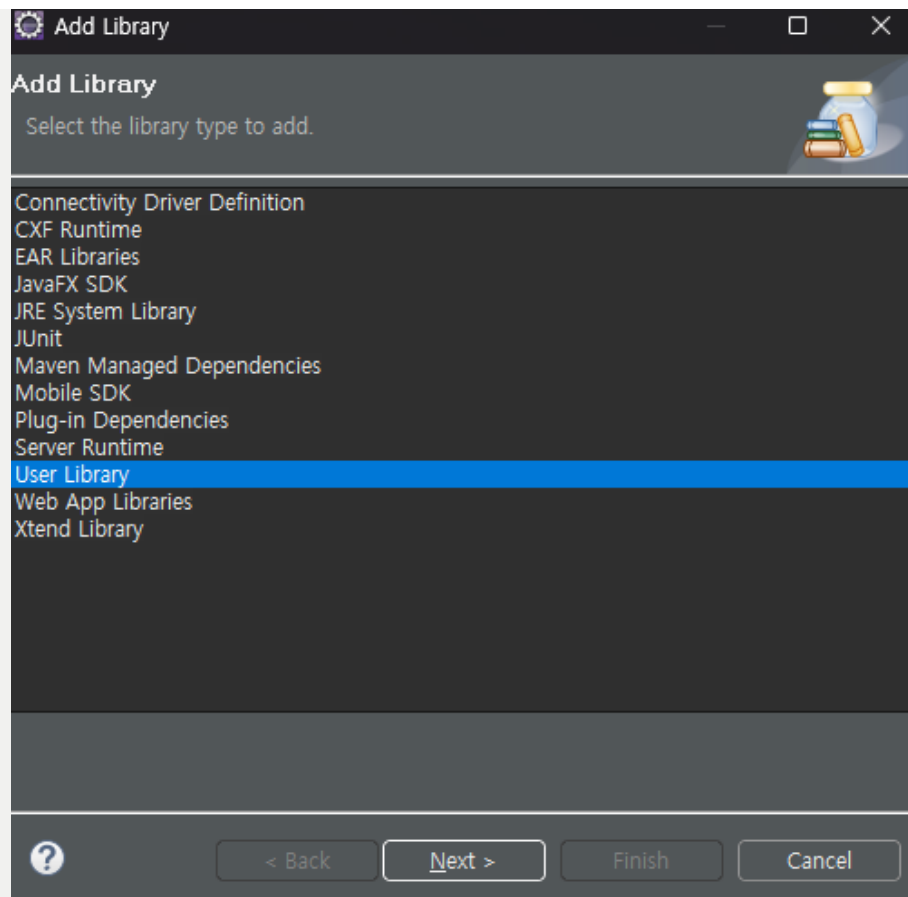 Add Library
Add Library
Select the library type to add.
Connectivity Driver Definition
CXF Runtime
EAR Libraries
JavaFX SDK
JRE System Library
JUnit
Maven Managed Dependencies
Mobile SDK
Plug-in Dependencies
Server Runtime
User Library
Web App Libraries
Xtend Library
? < Back Next > Finish Cancel